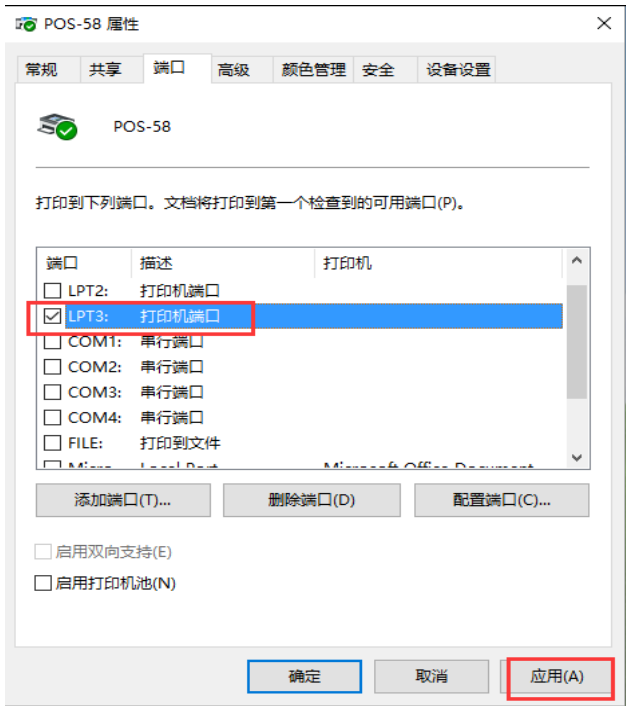 POS-58 属性
常规 共享 端口 高级 颜色管理 安全 设备设置
POS-58
打印到下列端口。文档将打印到第一个检查到的可用端口(P)。
端口 描述 打印机
LPT2: 打印机端口
LPT3: 打印机端口
COM1: 串行端口
COM2: 串行端口
COM3: 串行端口
COM4: 串行端口
FILE: 打印到文件
Micro... Local Port Microsoft Office Document
添加端口(T)... 删除端口(D) 配置端口(C)...
启用双向支持(E)
启用打印机池(N)
确定 取消 应用(A)